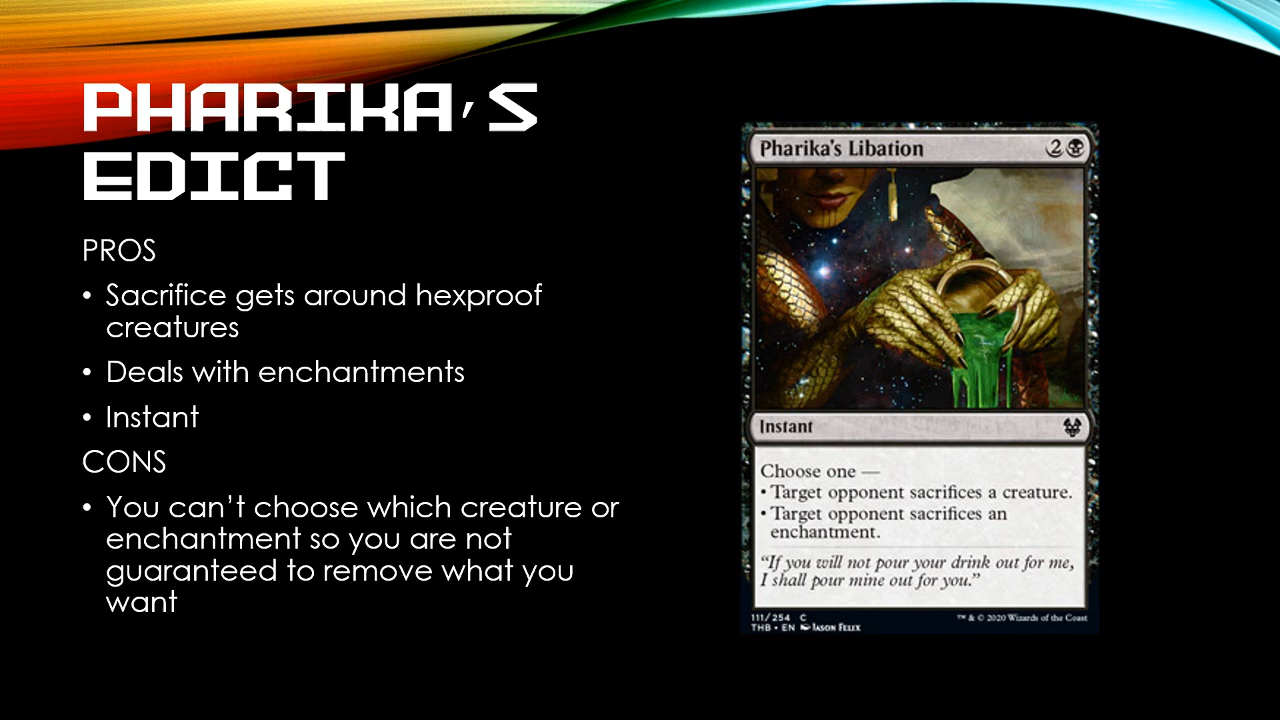 PHARIKA'S
EDICT
PROS
• Sacrifice gets around hexproof
creatures
• Deals with enchantments
• Instant
CONS
• You can't choose which creature or
enchantment so you are not
guaranteed to remove what you
want
Pharika's Libation 2
Instant
Choose one —
• Target opponent sacrifices a creature.
• Target opponent sacrifices an
enchantment.
"If you will not pour your drink out for me,
I shall pour mine out for you."
111/254 C
THB • EN Jason Felix
™ & © 2020 Wizards of the Coast